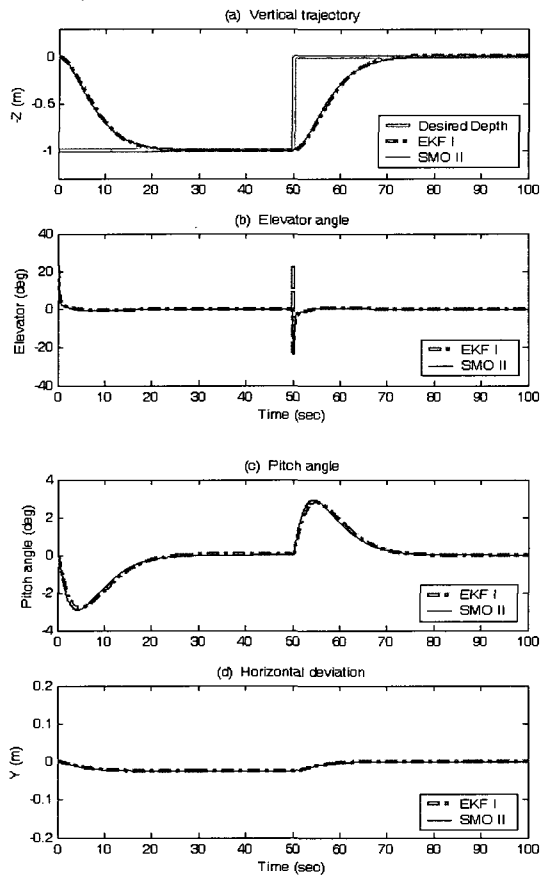 (a) Vertical trajectory
0
-0.5
-1
-Z (m)
Desired Depth
EKF I
SMO II
0 10 20 30 40 50 60 70 80 90 100
(b) Elevator angle
40
20
0
-20
-40
Elevator (deg)
EKF I
SMO II
0 10 20 30 40 50 60 70 80 90 100
Time (sec)
(c) Pitch angle
4
2
0
-2
-4
Pitch angle (deg)
EKF I
SMO II
0 10 20 30 40 50 60 70 80 90 100
(d) Horizontal deviation
0.2
0.1
0
-0.1
-0.2
Y (m)
EKF I
SMO II
0 10 20 30 40 50 60 70 80 90 100
Time (sec)